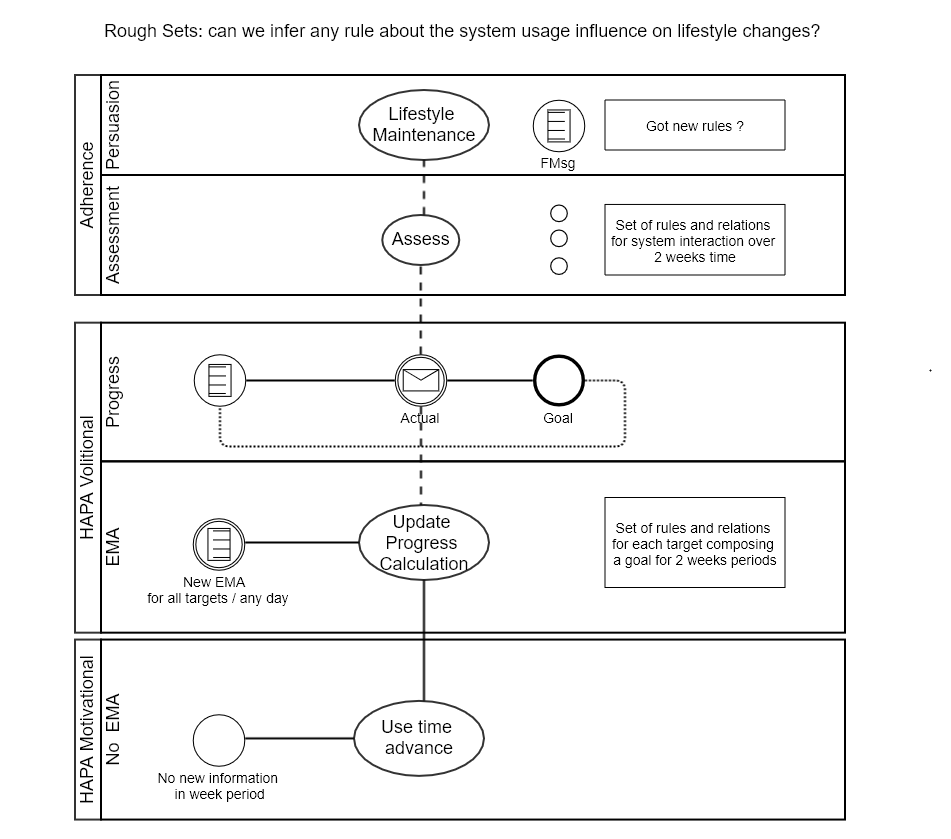 Rough Sets: can we infer any rule about the system usage influence on lifestyle changes?
Adherence
Persuasion
Lifestyle
Maintenance
FMsg
Got new rules ?
Assessment
Assess
Set of rules and relations
for system interaction over
2 weeks time
HAPA Volitional
Progress
Actual
Goal
EMA
New EMA
for all targets / any day
Update
Progress
Calculation
Set of rules and relations
for each target composing
a goal for 2 weeks periods
HAPA Motivational
No EMA
No new information
in week period
Use time
advance